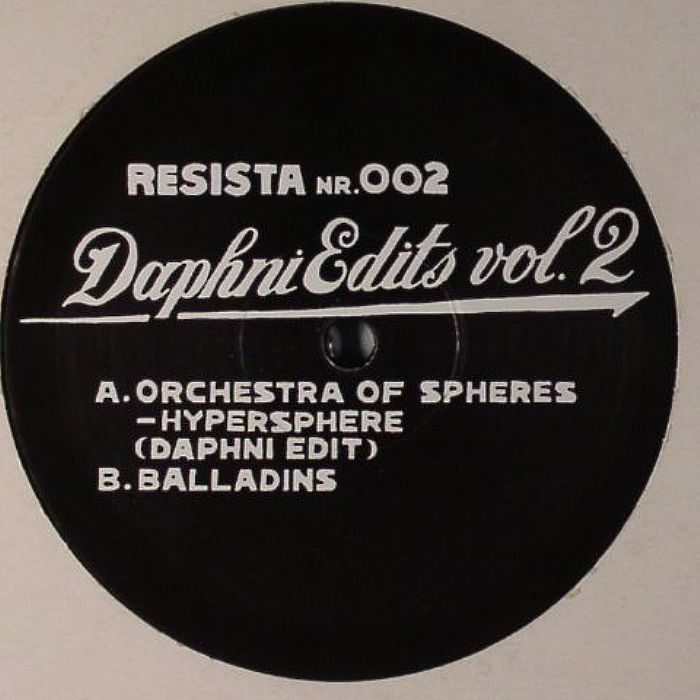 RESISTA NR.002
Daphni Edits vol. 2
A. ORCHESTRA OF SPHERES
-HYPERSPHERE
(DAPHNI EDIT)
B. BALLADINS